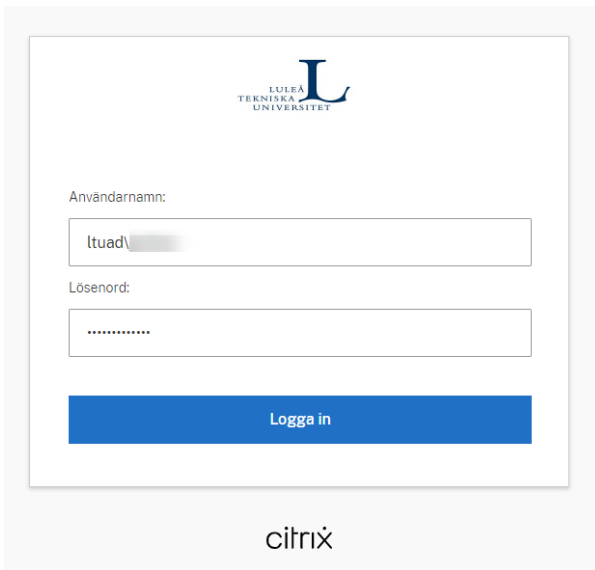 LULEÅ
TEKNISKA
UNIVERSITET
L
Användarnamn:
ltuad\
Lösenord:
•••••••••••••
Logga in
citrix